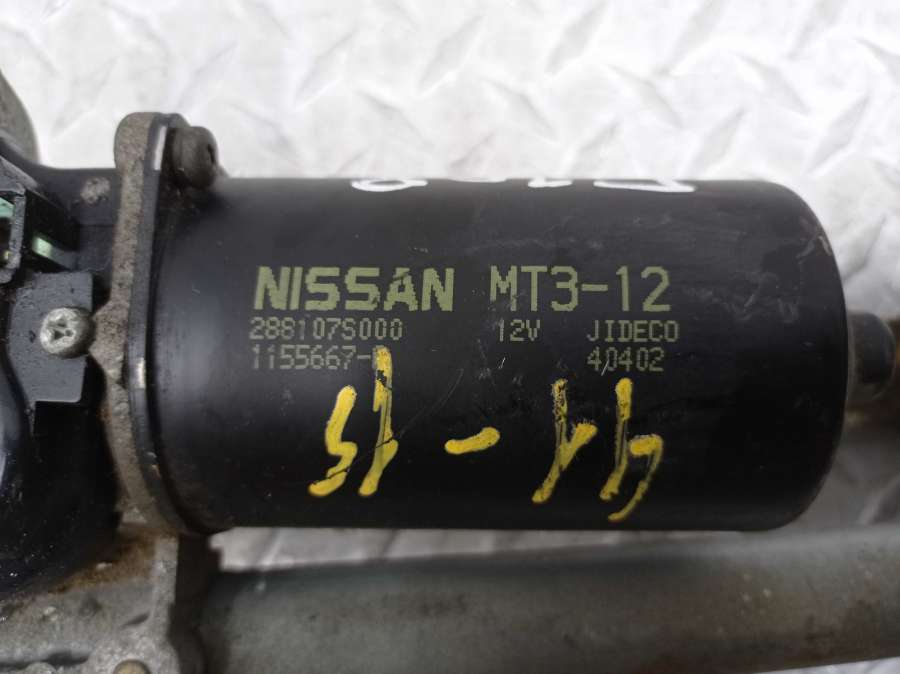 NISSAN MT3-12
288107S000 12V JIDECO
1155667- 40402